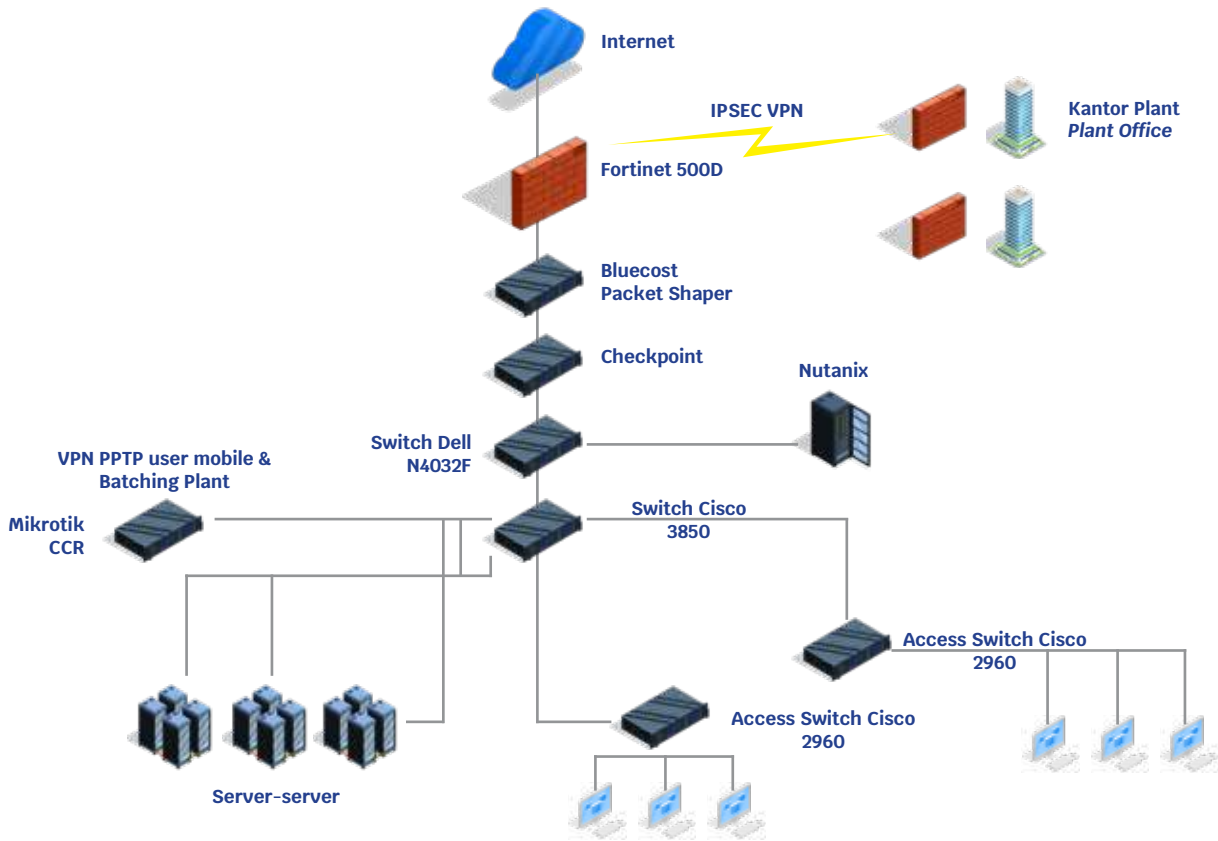 Internet
IPSEC VPN
Kantor Plant
Plant Office
Fortinet 500D
Bluecost
Packet Shaper
Checkpoint
Nutanix
Switch Dell
N4032F
VPN PPTP user mobile &
Batching Plant
Mikrotik
CCR
Switch Cisco
3850
Access Switch Cisco
2960
Access Switch Cisco
2960
Server-server